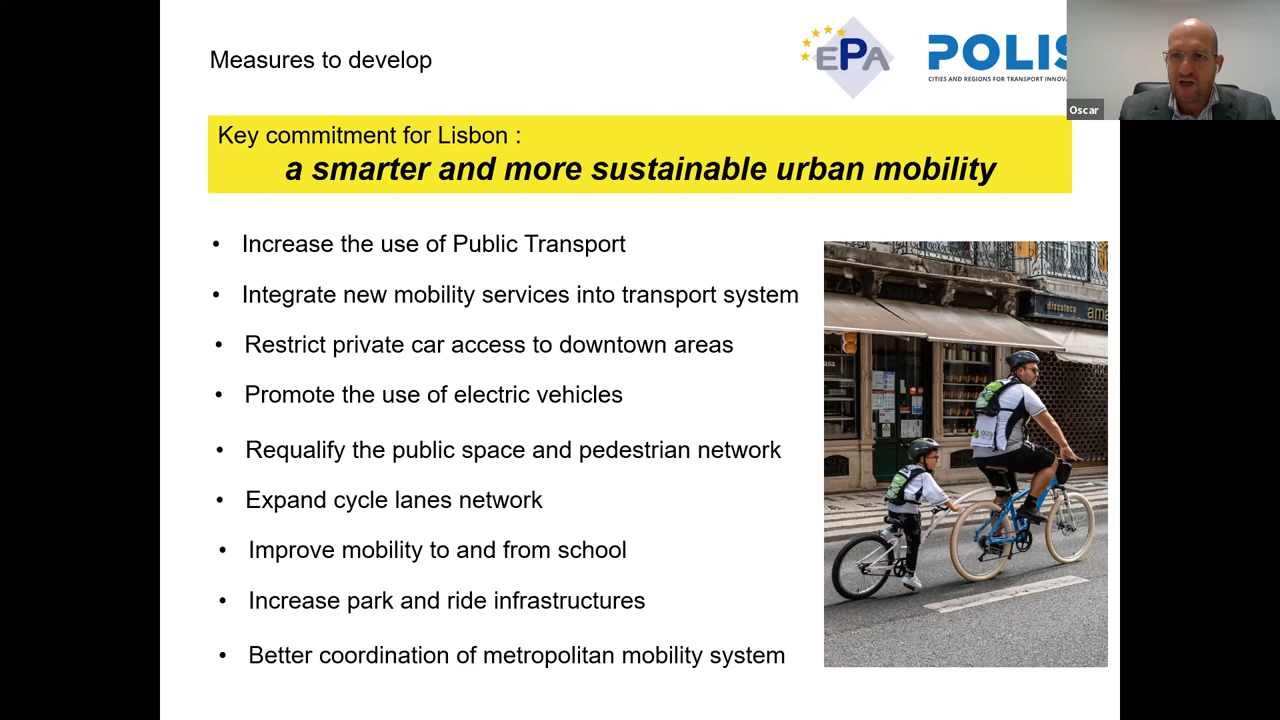 Measures to develop
EPA
POLIS
CITIES AND REGIONS FOR TRANSPORT INNOVA
Oscar
Key commitment for Lisbon :
a smarter and more sustainable urban mobility
• Increase the use of Public Transport
• Integrate new mobility services into transport system
• Restrict private car access to downtown areas
• Promote the use of electric vehicles
• Requalify the public space and pedestrian network
• Expand cycle lanes network
• Improve mobility to and from school
• Increase park and ride infrastructures
• Better coordination of metropolitan mobility system
discoteca ama